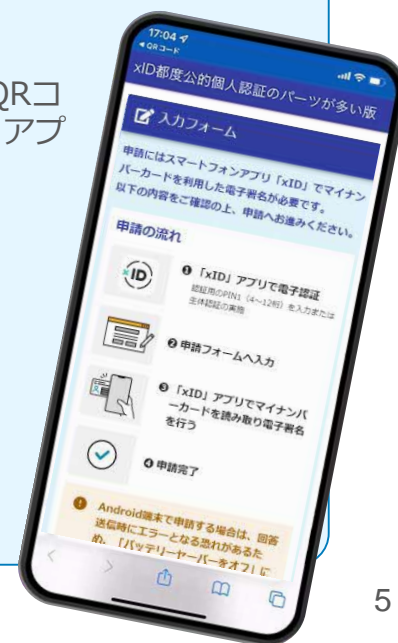 QRコ
アプ
17:04
QRコード
xID都度公的個人認証のパーツが多い版
入力フォーム
申請にはスマートフォンアプリ「xID」でマイナン
バーカードを利用した電子署名が必要です。
以下の内容をご確認の上、申請へお進みください。
申請の流れ
xID
❶ 「xID」アプリで電子認証
認証用のPIN1（4〜12桁）を入力または
生体認証の実施
❷ 申請フォームへ入力
❸ 「xID」アプリでマイナンバ
ーカードを読み取り電子署名
を行う
❹ 申請完了
Android端末で申請する場合は、回答
送信時にエラーとなる恐れがあるた
め、「バッテリーセーバーをオフ」に
5